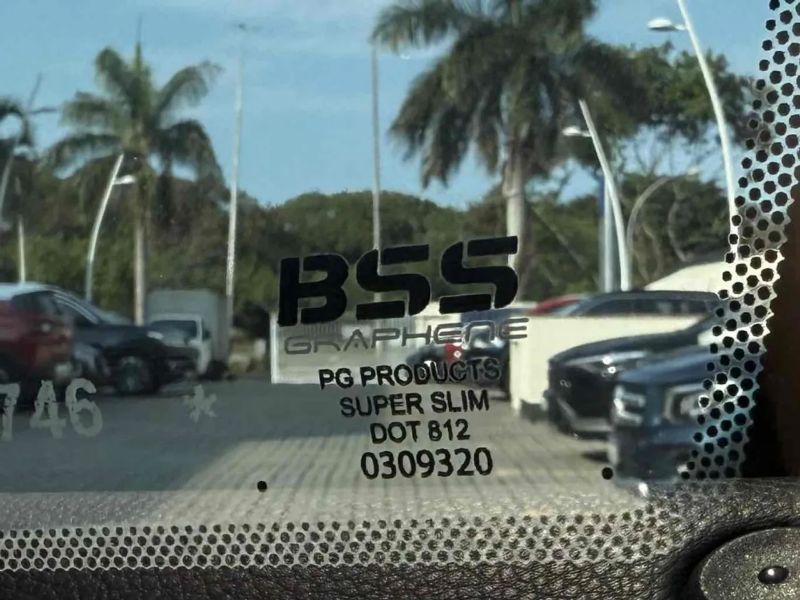 BSS
GRAPHENE
PG PRODUCTS
SUPER SLIM
DOT 812
0309320
746 *